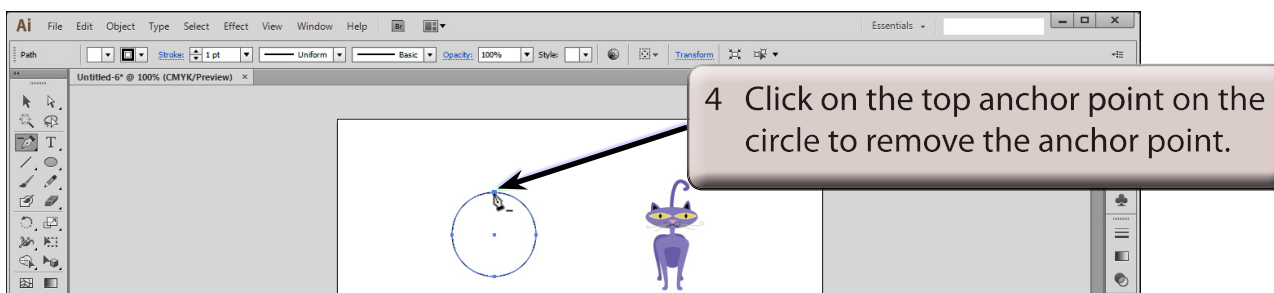 Ai File Edit Object Type Select Effect View Window Help Br Essentials
Path Stroke: 1 pt Uniform Basic Opacity: 100% Style: Transform
Untitled-6* @ 100% (CMYK/Preview) ×
4 Click on the top anchor point on the
circle to remove the anchor point.
T